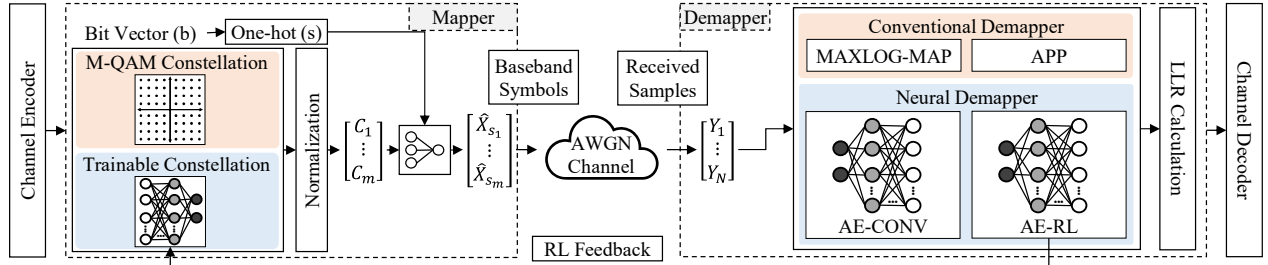 Channel Encoder
Mapper
Bit Vector (b)
One-hot (s)
M-QAM Constellation
Trainable Constellation
Normalization
C₁
⋮
Cₘ
X̂ₛ₁
⋮
X̂ₛₘ
Baseband
Symbols
AWGN
Channel
RL Feedback
Received
Samples
Demapper
Y₁
⋮
Y_N
Conventional Demapper
MAXLOG-MAP
APP
Neural Demapper
AE-CONV
AE-RL
LLR Calculation
Channel Decoder